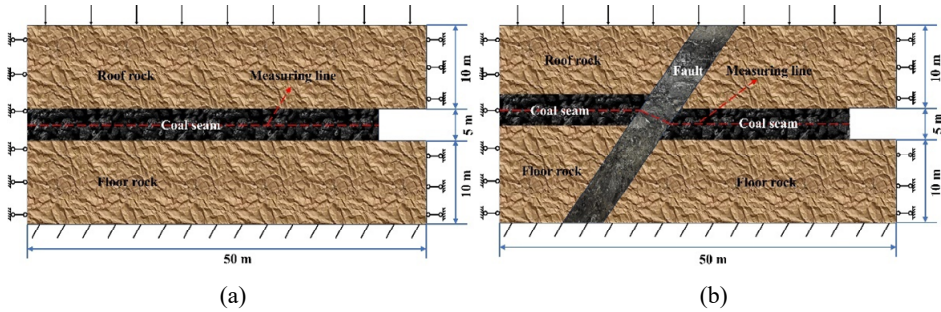 Roof rock
Measuring line
Coal seam
Floor rock
10 m
5 m
10 m
50 m
(a)
Roof rock
Fault
Measuring line
Coal seam
Coal seam
Floor rock
Floor rock
10 m
5 m
10 m
50 m
(b)